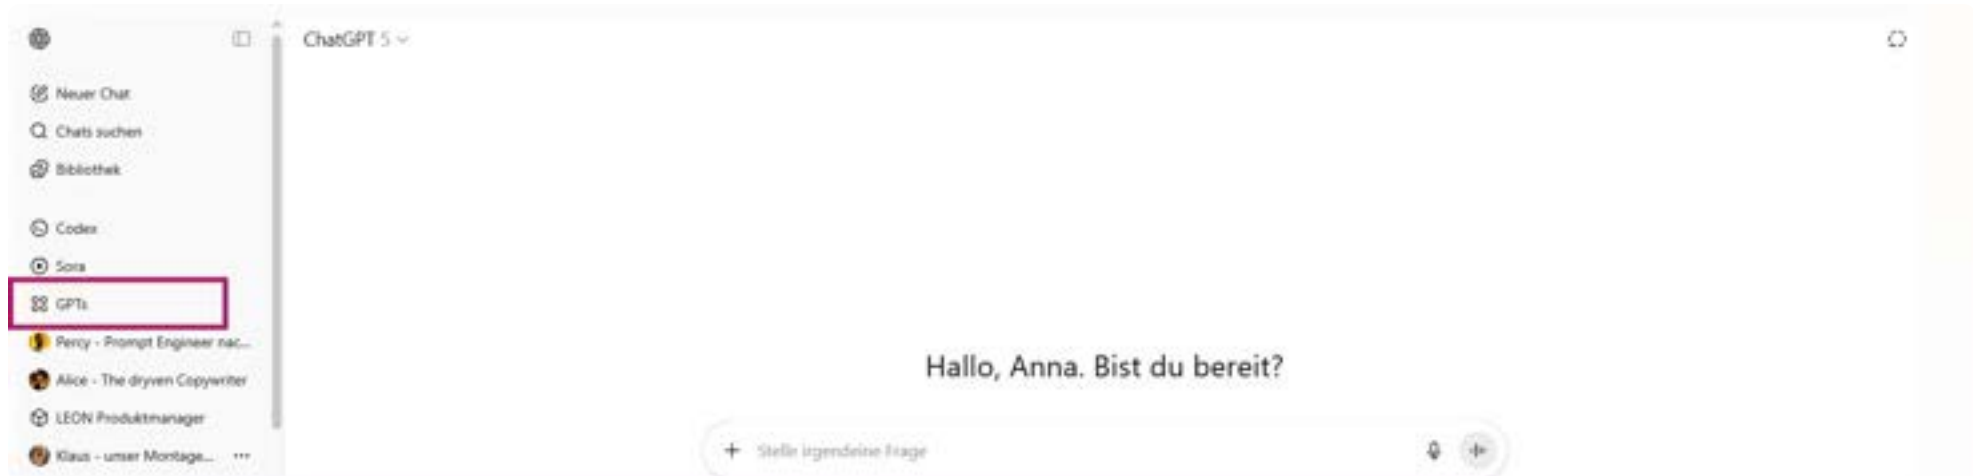 ChatGPT 5
Neuer Chat
Chats suchen
Bibliothek
Codex
Sora
GPTs
Percy - Prompt Engineer nac...
Alice - The dryven Copywriter
LEON Produktmanager
Klaus - unser Montage...
Hallo, Anna. Bist du bereit?
Stelle irgendeine Frage